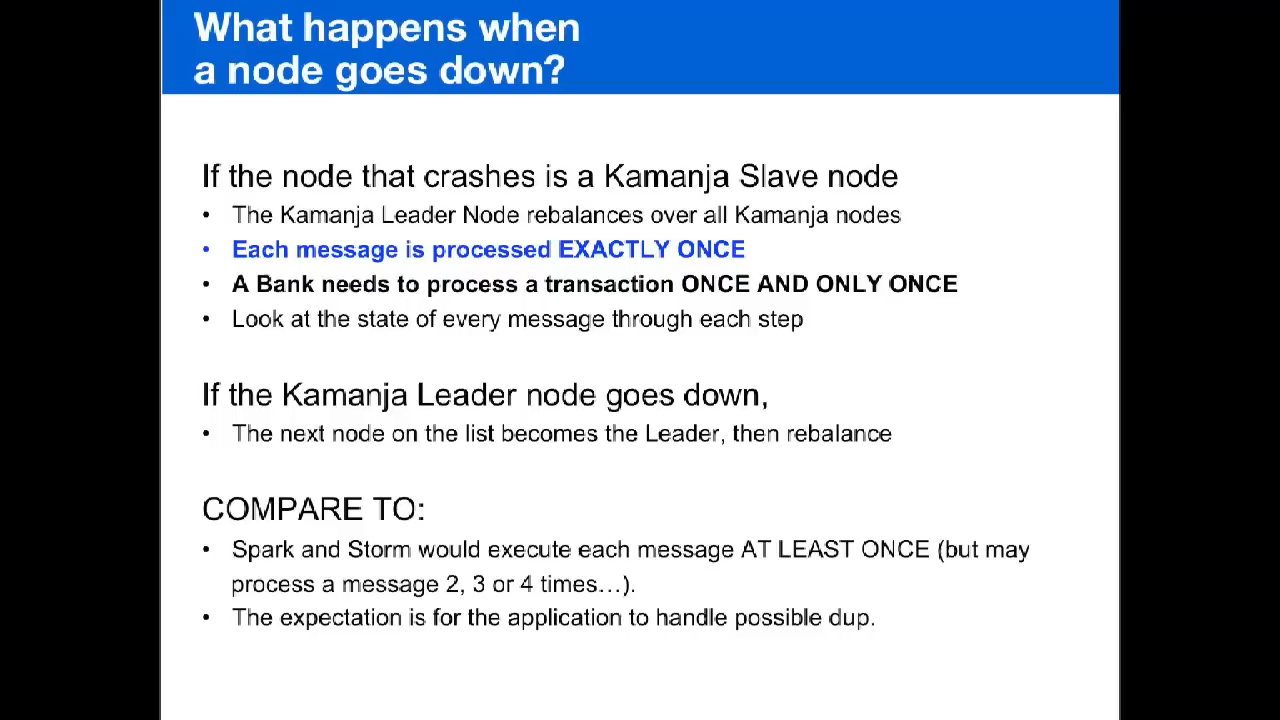 What happens when
a node goes down?
If the node that crashes is a Kamanja Slave node
• The Kamanja Leader Node rebalances over all Kamanja nodes
• Each message is processed EXACTLY ONCE
• A Bank needs to process a transaction ONCE AND ONLY ONCE
• Look at the state of every message through each step
If the Kamanja Leader node goes down,
• The next node on the list becomes the Leader, then rebalance
COMPARE TO:
• Spark and Storm would execute each message AT LEAST ONCE (but may
process a message 2, 3 or 4 times…).
• The expectation is for the application to handle possible dup.